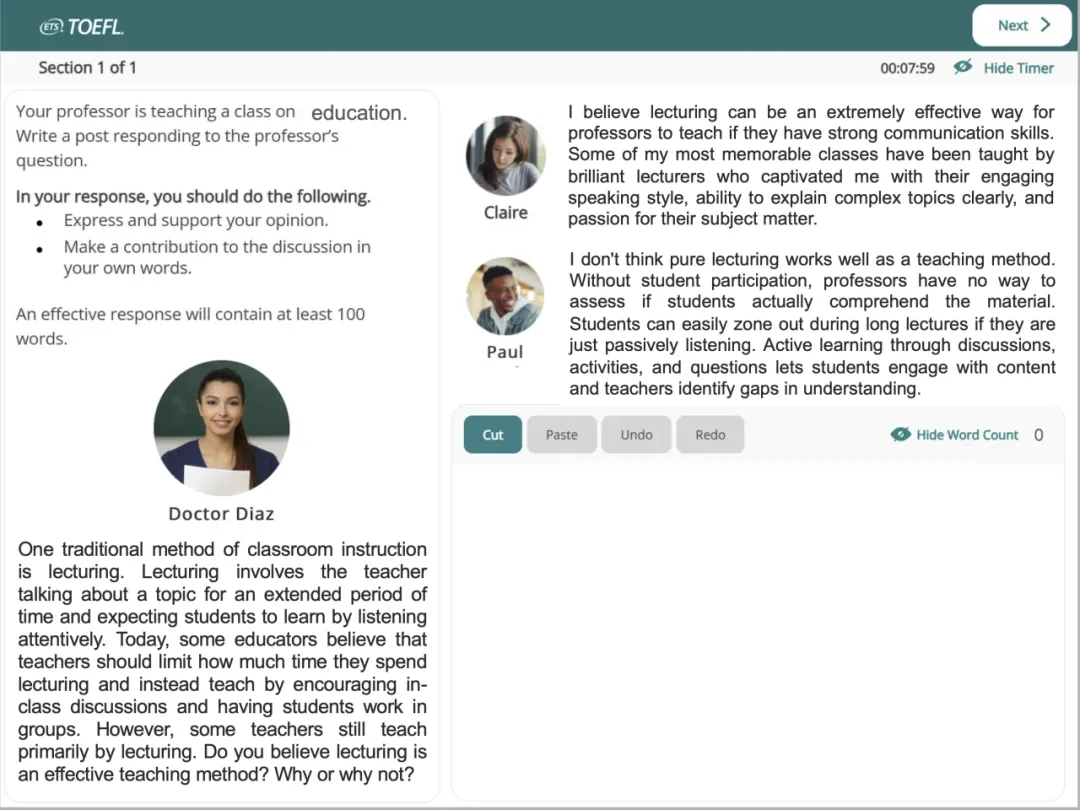 ETS TOEFL.
Next
Section 1 of 1
00:07:59
Hide Timer
Your professor is teaching a class on education.
Write a post responding to the professor's
question.
In your response, you should do the following.
• Express and support your opinion.
• Make a contribution to the discussion in
your own words.
An effective response will contain at least 100
words.
Doctor Diaz
One traditional method of classroom instruction
is lecturing. Lecturing involves the teacher
talking about a topic for an extended period of
time and expecting students to learn by listening
attentively. Today, some educators believe that
teachers should limit how much time they spend
lecturing and instead teach by encouraging in-
class discussions and having students work in
groups. However, some teachers still teach
primarily by lecturing. Do you believe lecturing is
an effective teaching method? Why or why not?
I believe lecturing can be an extremely effective way for
professors to teach if they have strong communication skills.
Some of my most memorable classes have been taught by
brilliant lecturers who captivated me with their engaging
speaking style, ability to explain complex topics clearly, and
passion for their subject matter.
Claire
I don't think pure lecturing works well as a teaching method.
Without student participation, professors have no way to
assess if students actually comprehend the material.
Students can easily zone out during long lectures if they are
just passively listening. Active learning through discussions,
activities, and questions lets students engage with content
and teachers identify gaps in understanding.
Paul
Cut
Paste
Undo
Redo
Hide Word Count 0